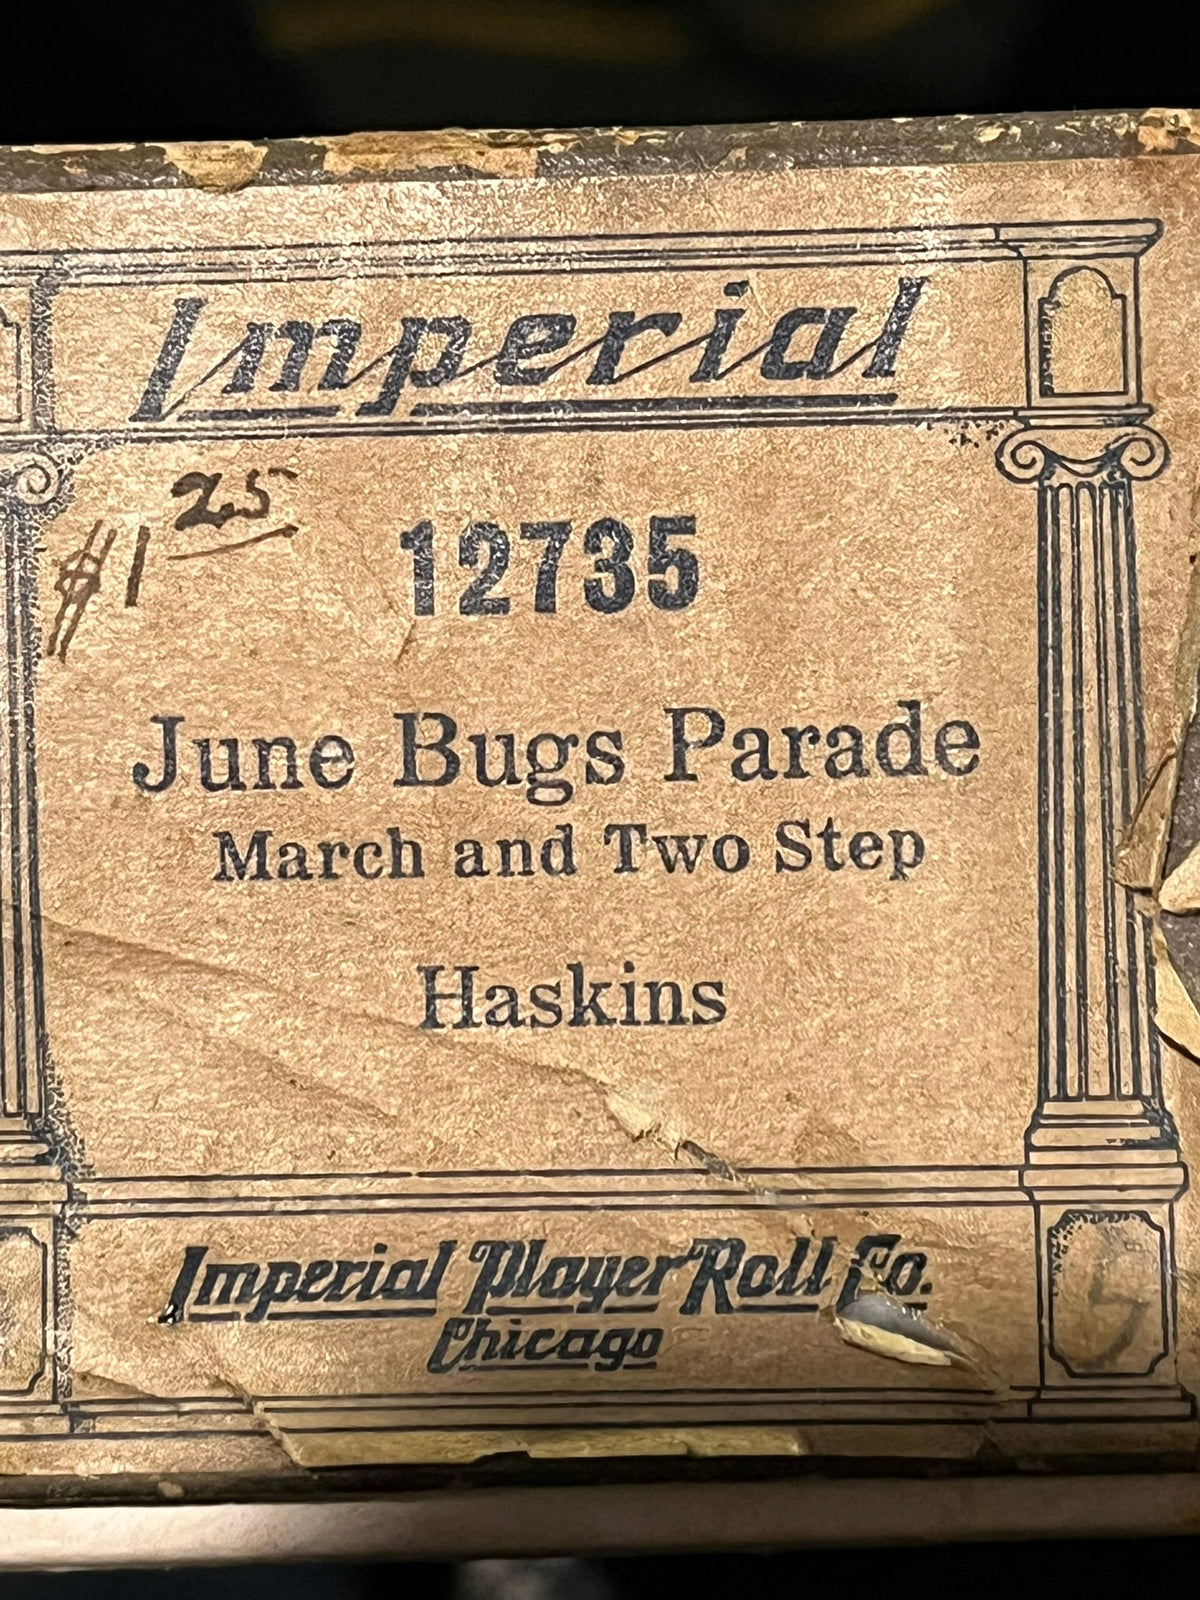 Imperial
$1 25
12735
June Bugs Parade
March and Two Step
Haskins
Imperial Player Roll Co.
Chicago